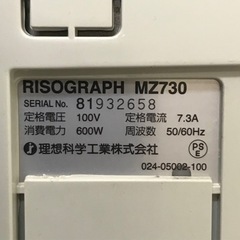 RISOGRAPH MZ730
SERIAL No. 81932658
定格電圧 100V 定格電流 7.3A
消費電力 600W 周波数 50/60Hz
理想科学工業株式会社
PSE
024-05002-100